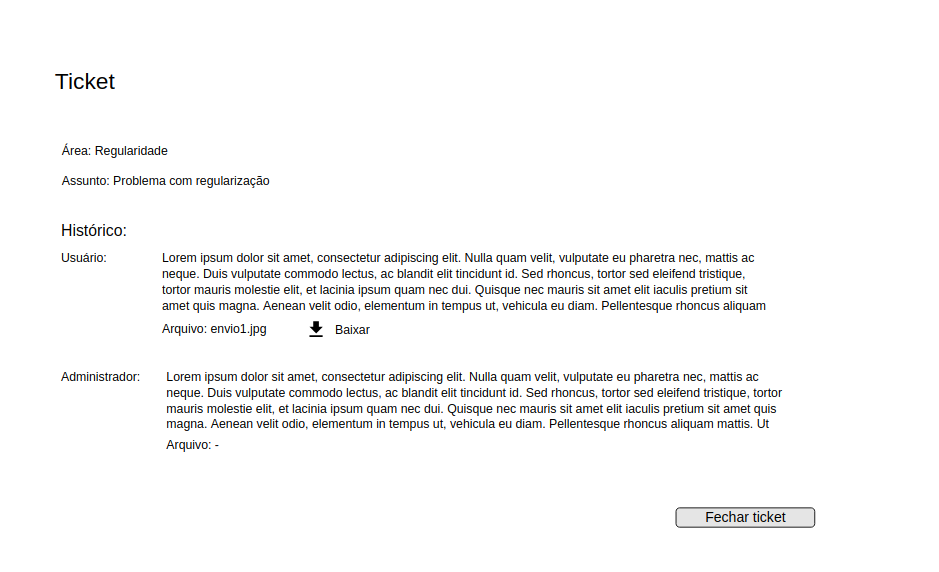 Ticket
Área: Regularidade
Assunto: Problema com regularização
Histórico:
Usuário:
Lorem ipsum dolor sit amet, consectetur adipiscing elit. Nulla quam velit, vulputate eu pharetra nec, mattis ac
neque. Duis vulputate commodo lectus, ac blandit elit tincidunt id. Sed rhoncus, tortor sed eleifend tristique,
tortor mauris molestie elit, et lacinia ipsum quam nec dui. Quisque nec mauris sit amet elit iaculis pretium sit
amet quis magna. Aenean velit odio, elementum in tempus ut, vehicula eu diam. Pellentesque rhoncus aliquam
Arquivo: envio1.jpg
Baixar
Administrador:
Lorem ipsum dolor sit amet, consectetur adipiscing elit. Nulla quam velit, vulputate eu pharetra nec, mattis ac
neque. Duis vulputate commodo lectus, ac blandit elit tincidunt id. Sed rhoncus, tortor sed eleifend tristique, tortor
mauris molestie elit, et lacinia ipsum quam nec dui. Quisque nec mauris sit amet elit iaculis pretium sit amet quis
magna. Aenean velit odio, elementum in tempus ut, vehicula eu diam. Pellentesque rhoncus aliquam mattis. Ut
Arquivo: -
Fechar ticket